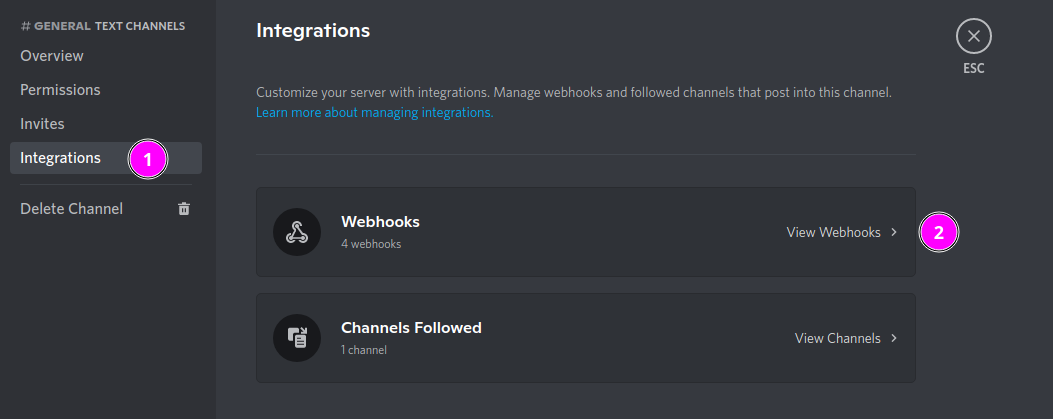 # GENERAL TEXT CHANNELS
Overview
Permissions
Invites
Integrations
1
Delete Channel
Integrations
ESC
Customize your server with integrations. Manage webhooks and followed channels that post into this channel.
Learn more about managing integrations.
Webhooks
4 webhooks
View Webhooks
2
Channels Followed
1 channel
View Channels